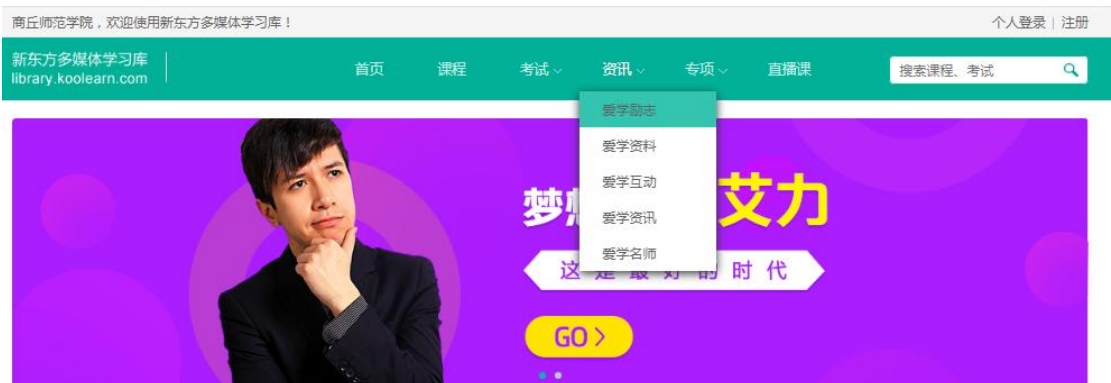 商丘师范学院，欢迎使用新东方多媒体学习库！
个人登录 | 注册
新东方多媒体学习库
library.koolearn.com
首页 课程 考试 资讯 专项 直播课
搜索课程、考试
爱学励志
爱学资料
爱学互动
爱学资讯
爱学名师
梦 艾力
这是最好的时代
GO